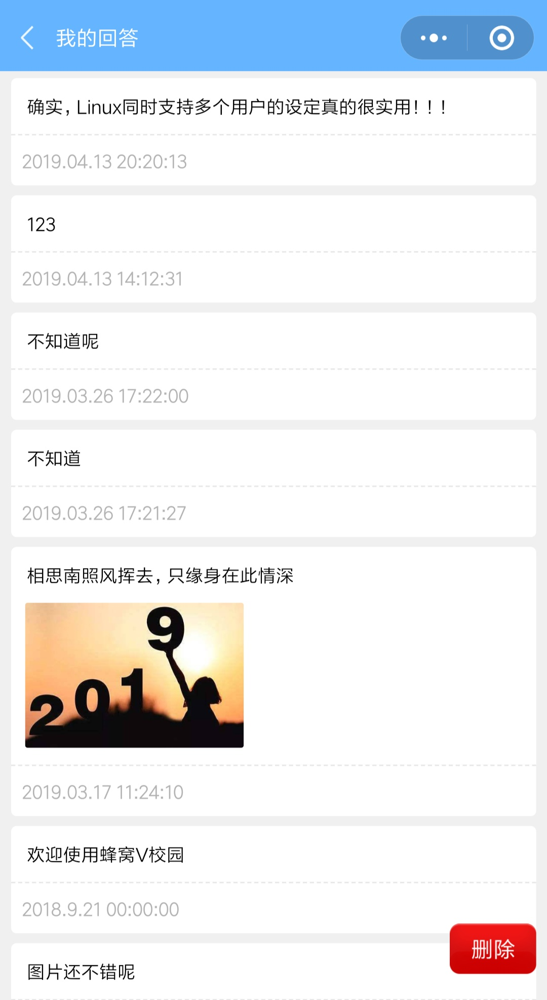 我的回答
确实，Linux同时支持多个用户的设定真的很实用！！！
2019.04.13 20:20:13
123
2019.04.13 14:12:31
不知道呢
2019.03.26 17:22:00
不知道
2019.03.26 17:21:27
相思南照风挥去，只缘身在此情深
2019
2019.03.17 11:24:10
欢迎使用蜂窝V校园
2018.9.21 00:00:00
删除
图片还不错呢